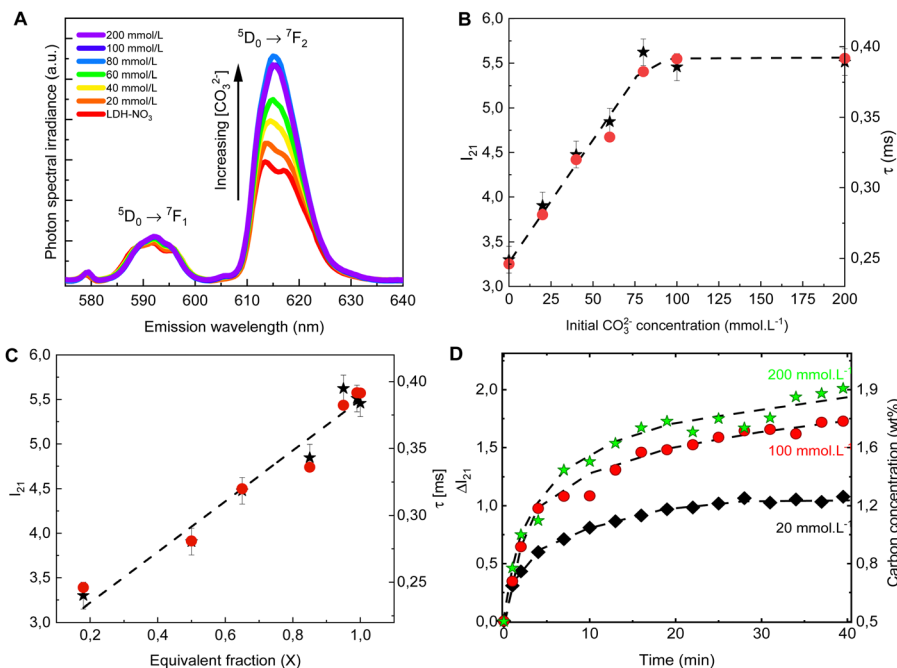 A
200 mmol/L
100 mmol/L
80 mmol/L
60 mmol/L
40 mmol/L
20 mmol/L
LDH-NO₃
⁵D₀ → ⁷F₂
⁵D₀ → ⁷F₁
Increasing [CO₃²⁻]
Photon spectral irradiance (a.u.)
580 590 600 610 620 630 640
Emission wavelength (nm)
B
6,0
5,5
5,0
4,5
4,0
3,5
3,0
I₂₁
0,40
0,35
0,30
0,25
τ (ms)
0 25 50 75 100 200
Initial CO₃²⁻ concentration (mmol.L⁻¹)
C
6,0
5,5
5,0
4,5
4,0
3,5
3,0
I₂₁
0,40
0,35
0,30
0,25
τ [ms]
0,2 0,4 0,6 0,8 1,0
Equivalent fraction (X)
D
200 mmol.L⁻¹
100 mmol.L⁻¹
20 mmol.L⁻¹
2,0
1,5
1,0
0,5
0,0
ΔI₂₁
1,9
1,6
1,2
0,8
0,5
Carbon concentration (wt%)
0 10 20 30 40
Time (min)